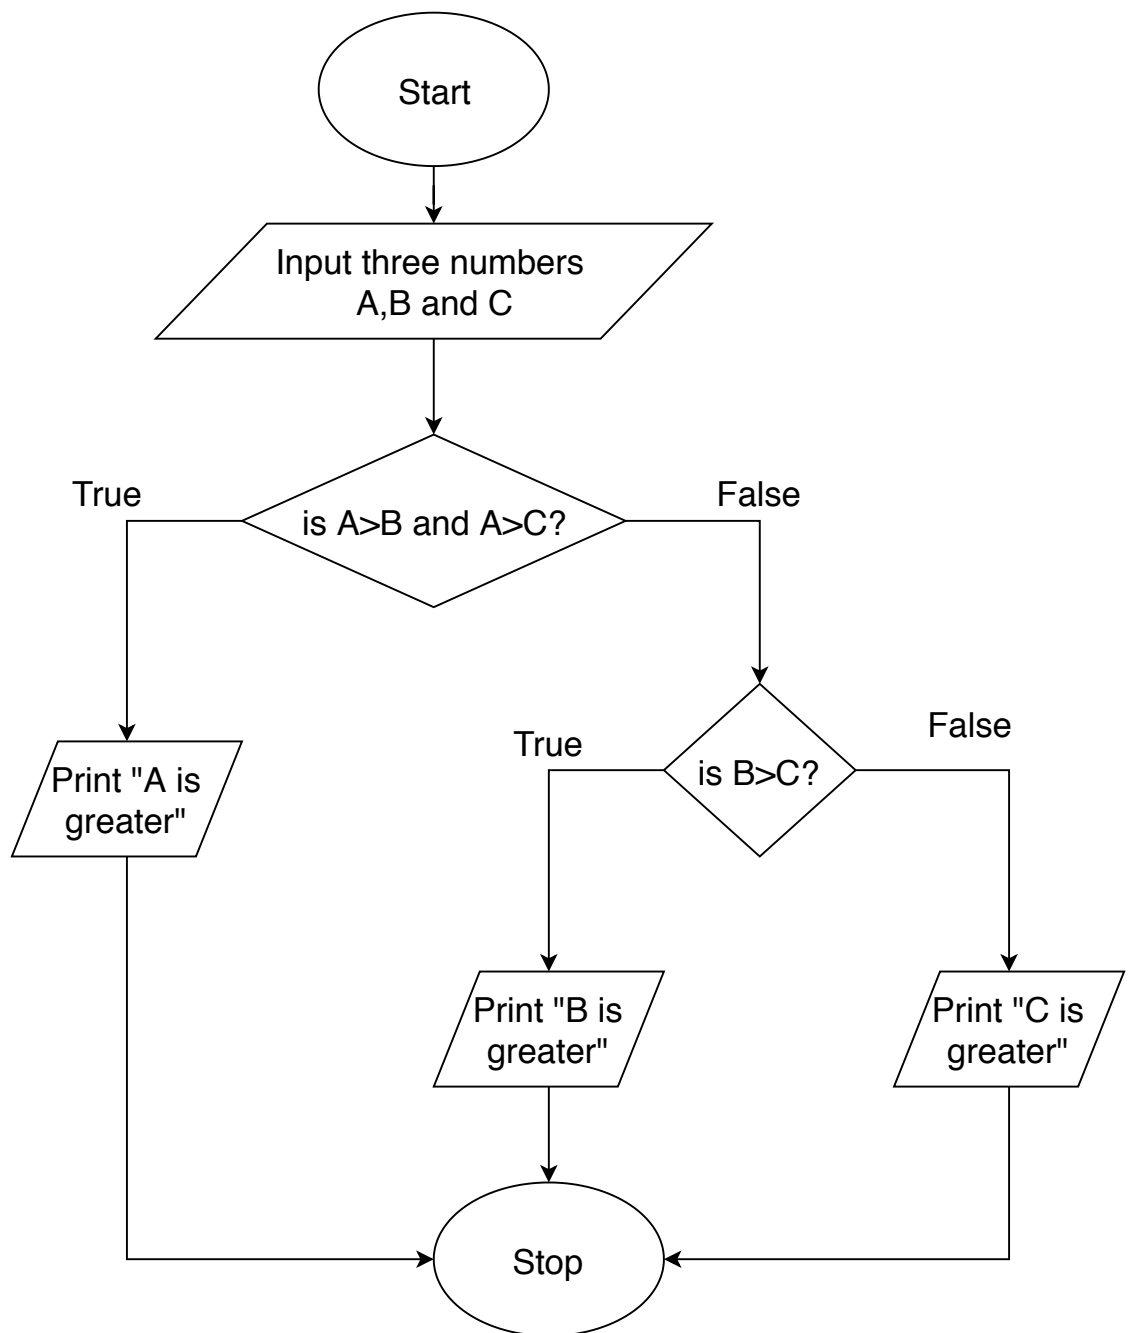 Start
Input three numbers
A,B and C
True
False
is A>B and A>C?
True
False
is B>C?
Print "A is
greater"
Print "B is
greater"
Print "C is
greater"
Stop